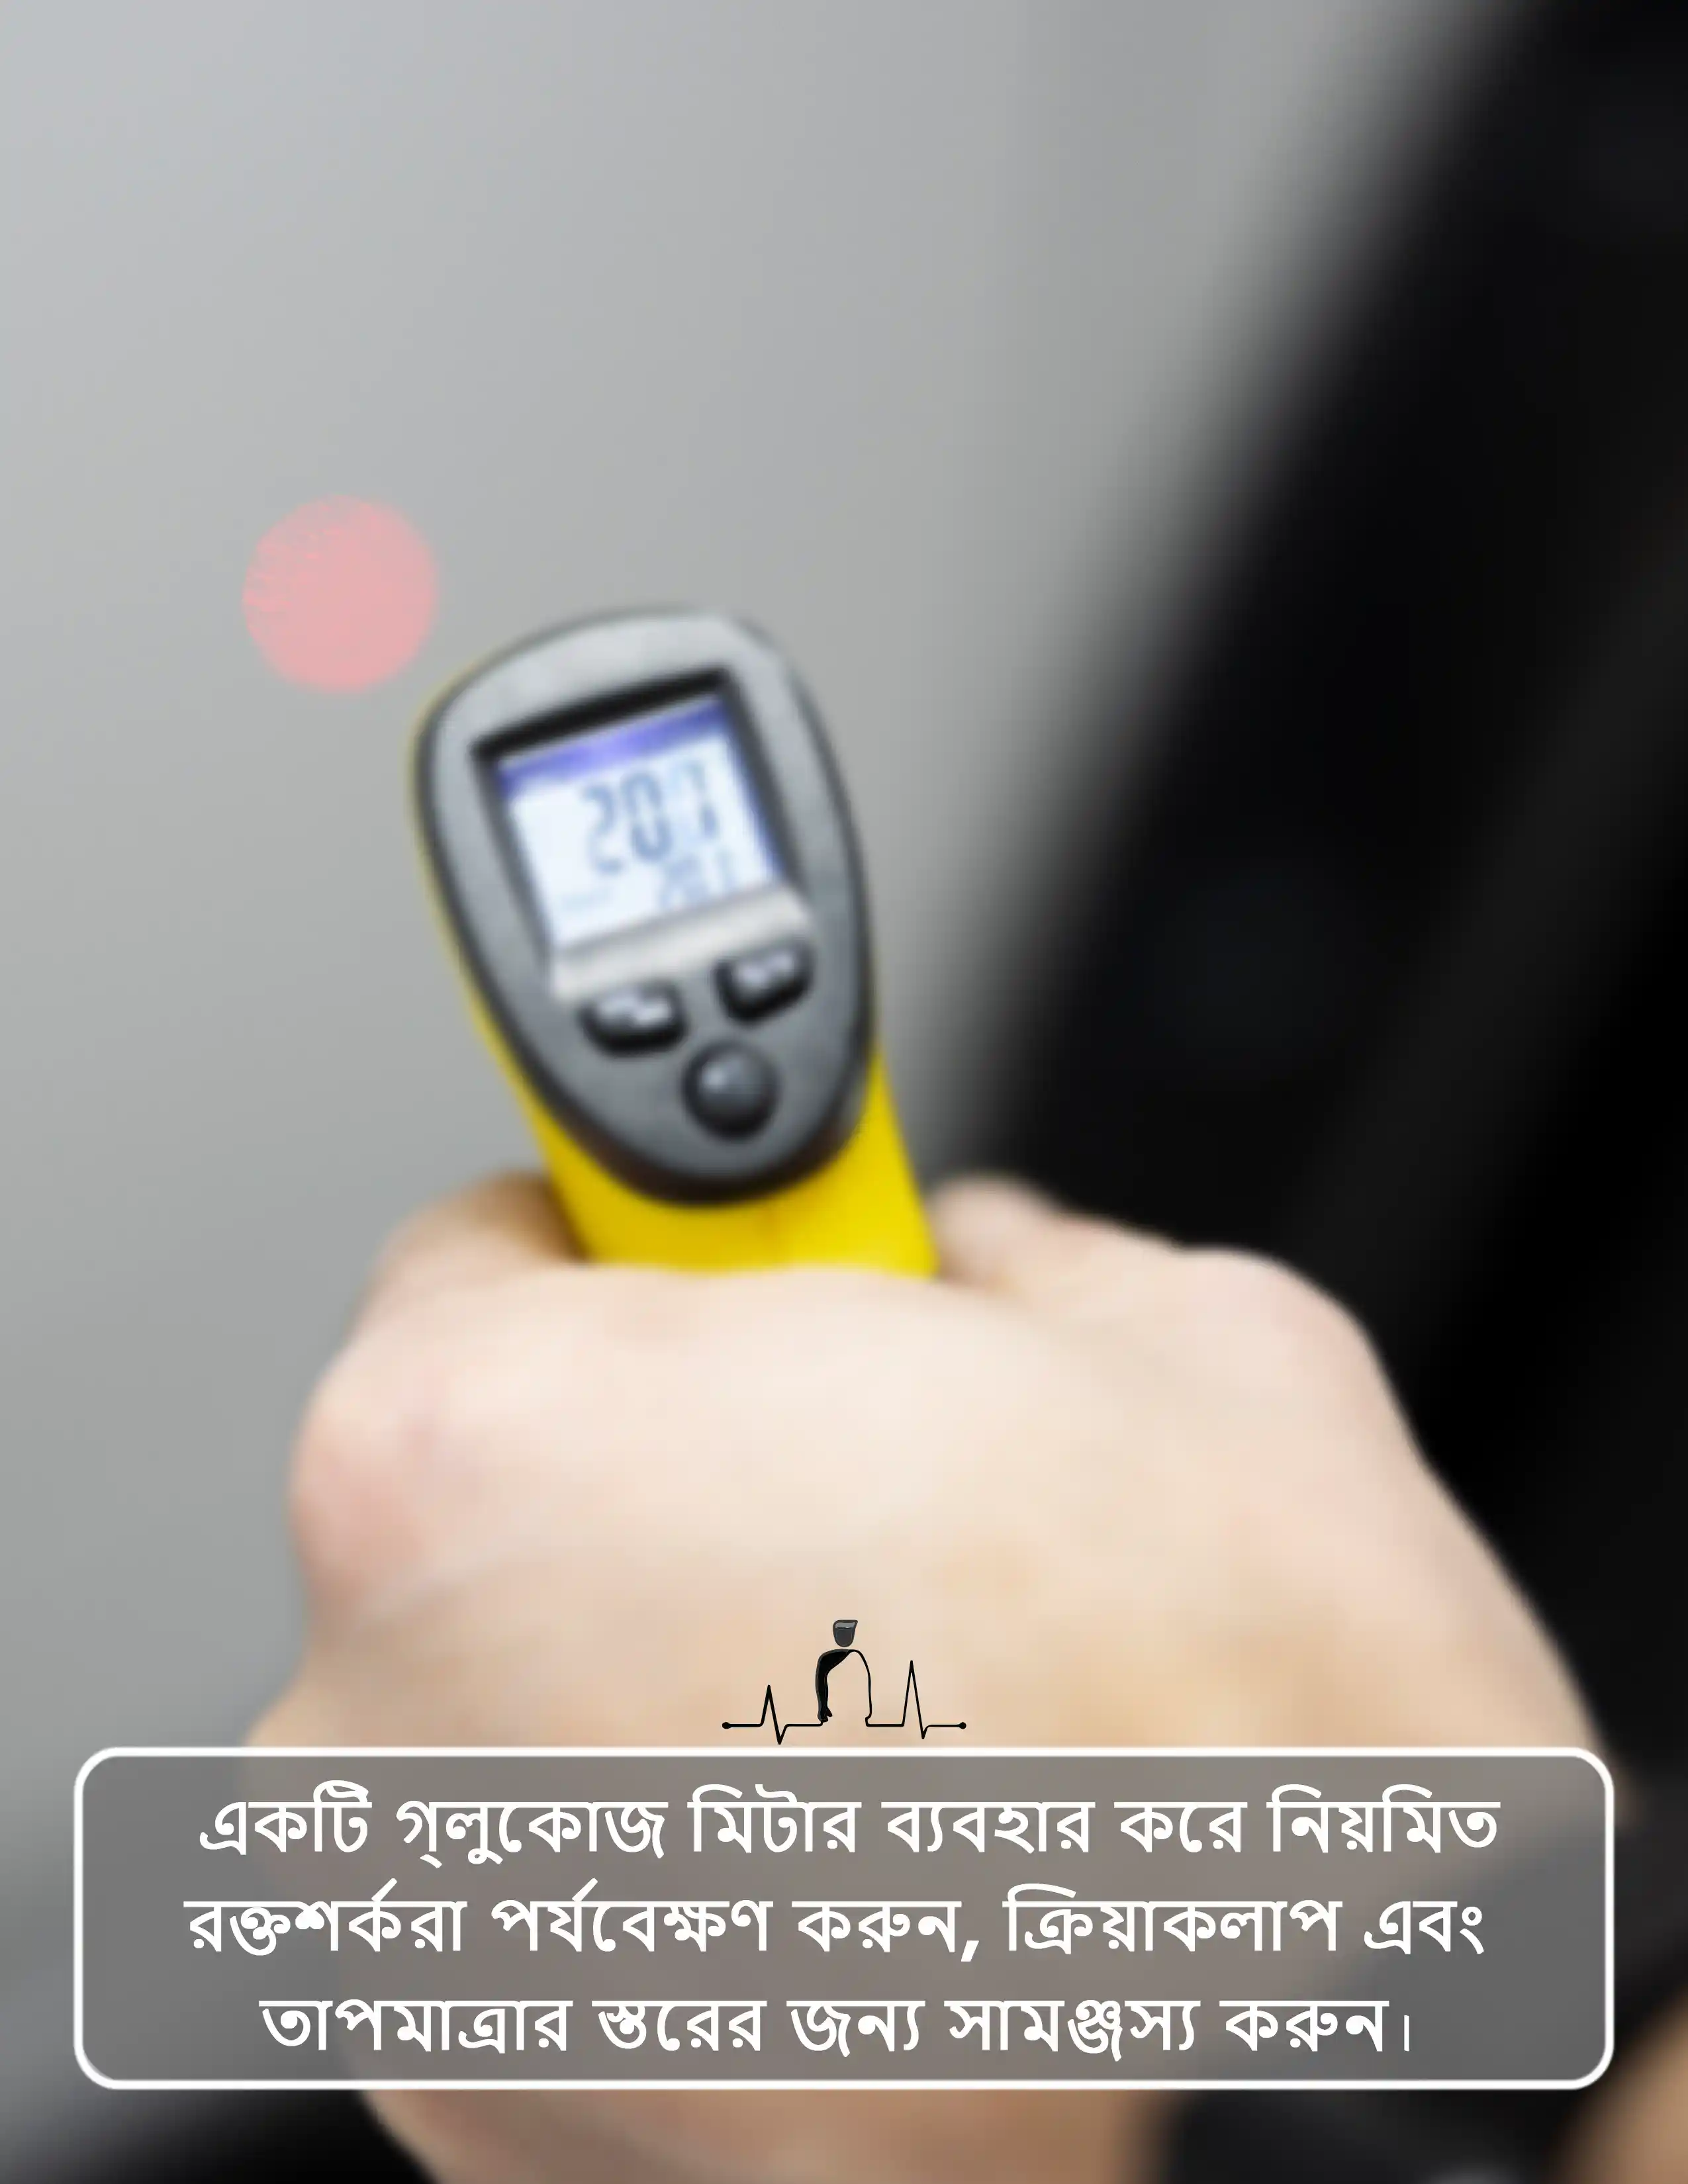 একটি গ্লুকোজ মিটার ব্যবহার করে নিয়মিত
রক্তশর্করা পর্যবেক্ষণ করুন, ক্রিয়াকলাপ এবং
তাপমাত্রার স্তরের জন্য সামঞ্জস্য করুন।